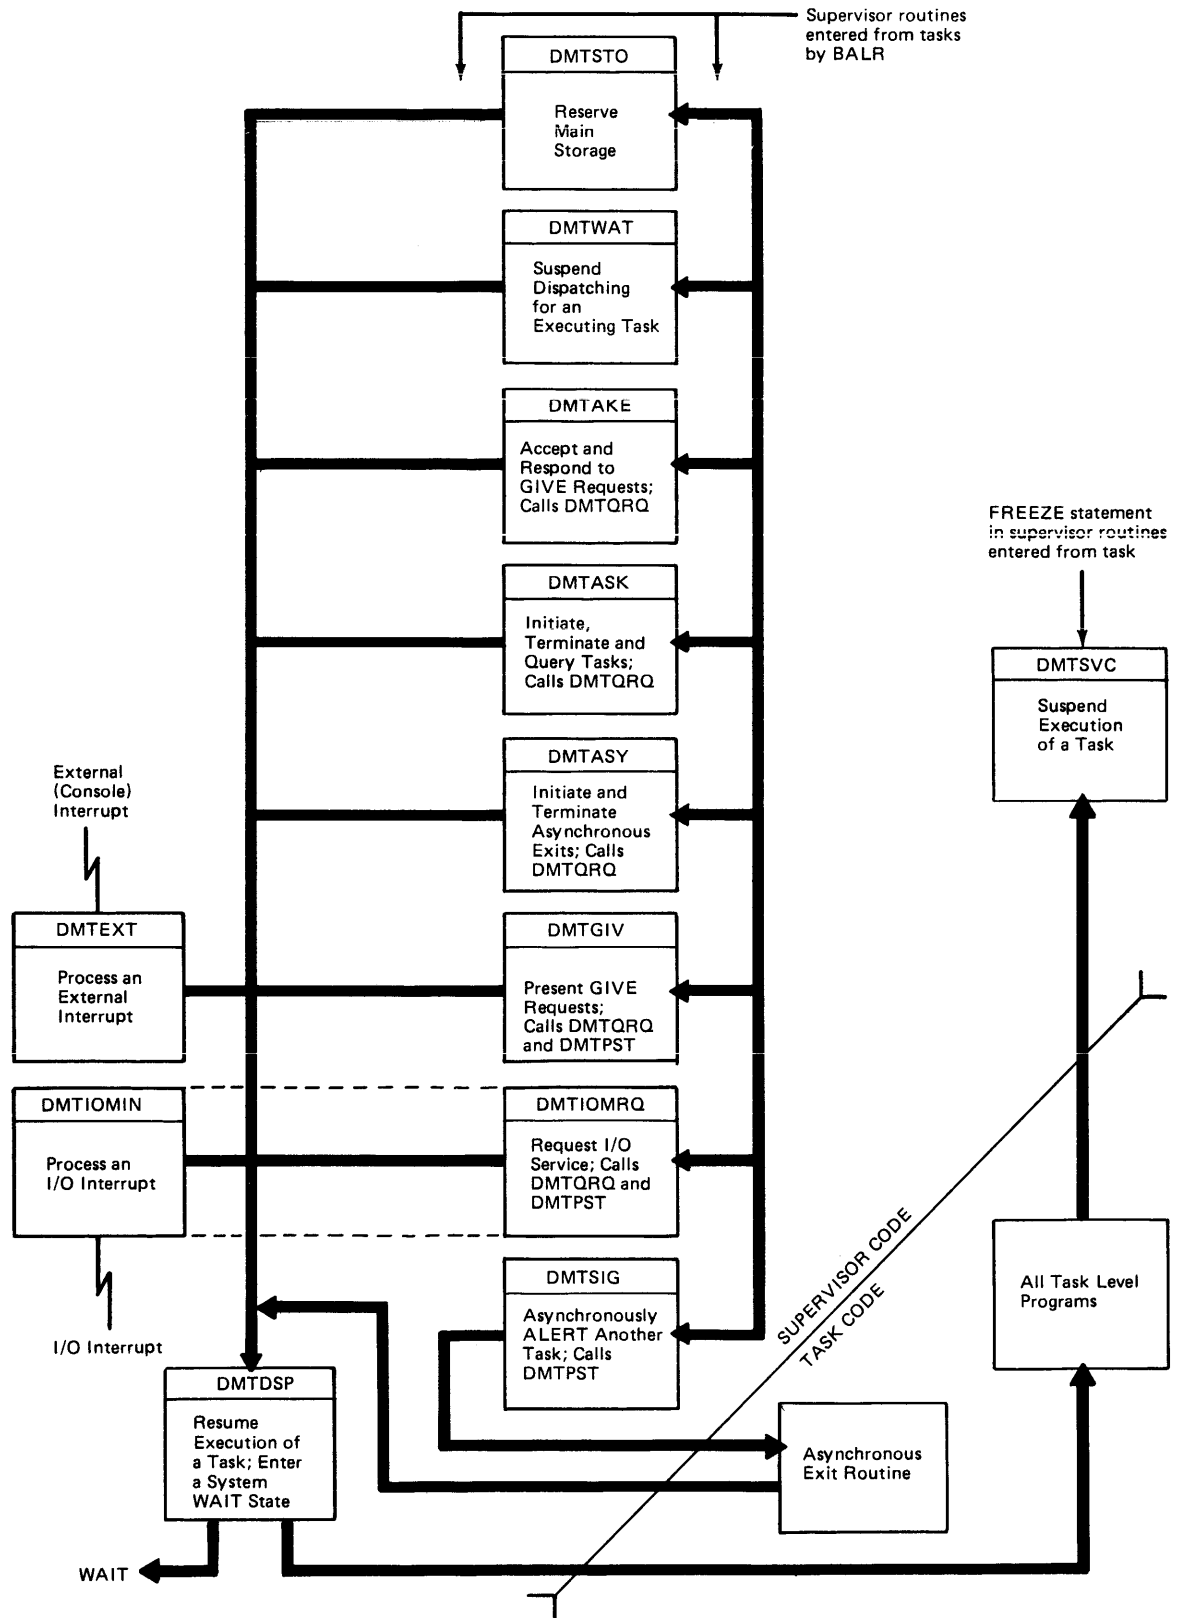 Supervisor routines
entered from tasks
by BALR
DMTSTO
Reserve
Main
Storage
DMTWAT
Suspend
Dispatching
for an
Executing Task
DMTAKE
Accept and
Respond to
GIVE Requests;
Calls DMTQRQ
FREEZE statement
in supervisor routines
entered from task
DMTASK
Initiate,
Terminate and
Query Tasks;
Calls DMTQRQ
DMTSVC
Suspend
Execution
of a Task
DMTASY
Initiate and
Terminate
Asynchronous
Exits; Calls
DMTQRQ
External
(Console)
Interrupt
DMTEXT
Process an
External
Interrupt
DMTGIV
Present GIVE
Requests;
Calls DMTQRQ
and DMTPST
DMTIOMIN
Process an
I/O Interrupt
DMTIOMRQ
Request I/O
Service; Calls
DMTQRQ and
DMTPST
I/O Interrupt
DMTSIG
Asynchronously
ALERT Another
Task; Calls
DMTPST
SUPERVISOR CODE
TASK CODE
All Task Level
Programs
DMTDSP
Resume
Execution of
a Task; Enter
a System
WAIT State
Asynchronous
Exit Routine
WAIT